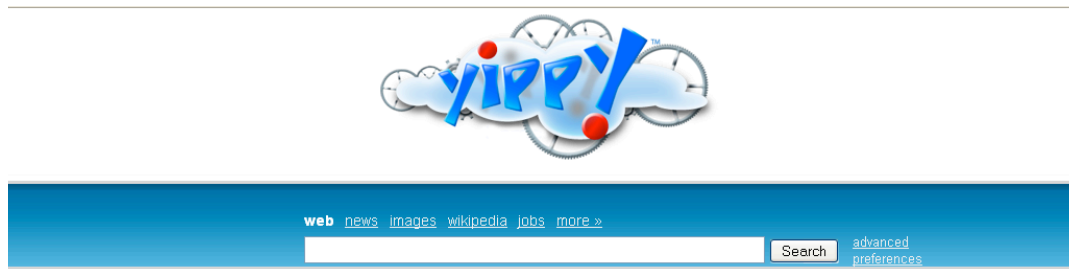 yippy!™
web news images wikipedia jobs more »
Search
advanced
preferences